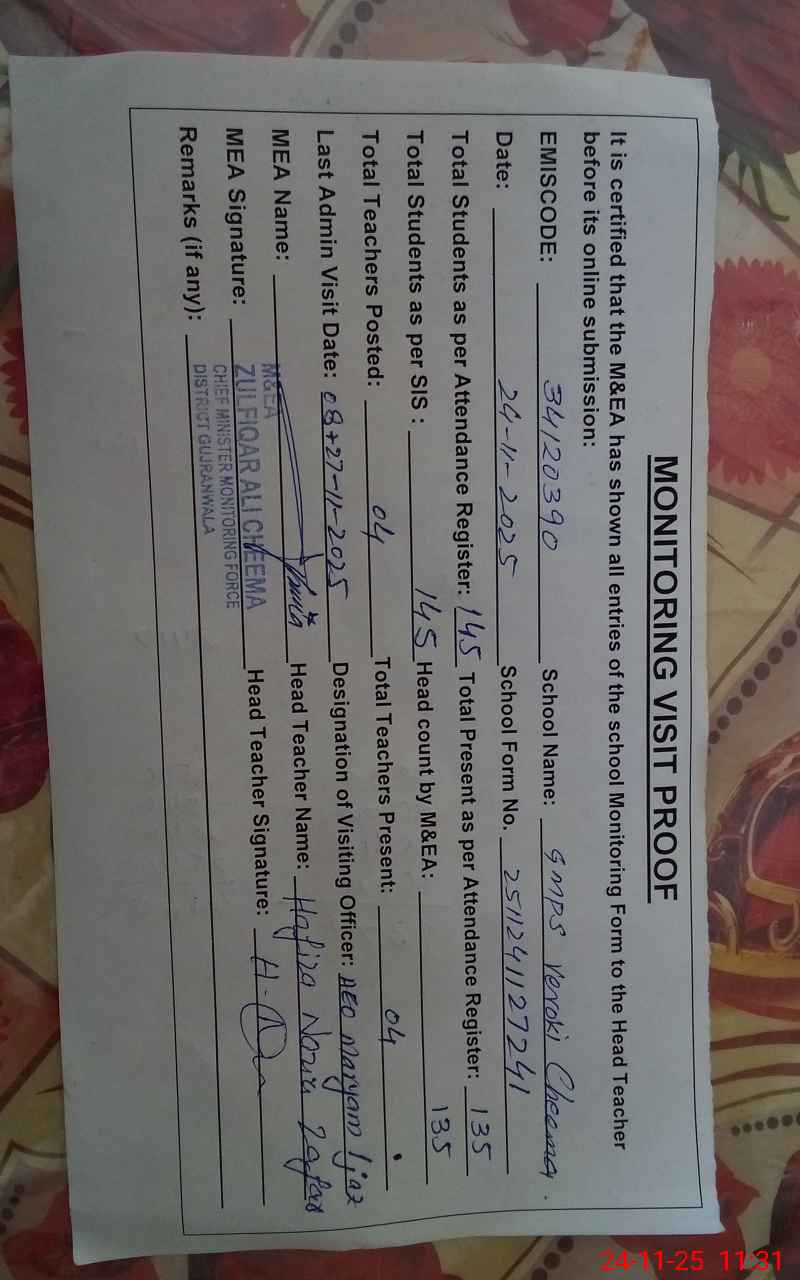 MONITORING VISIT PROOF
It is certified that the M&EA has shown all entries of the school Monitoring Form to the Head Teacher
before its online submission:
EMISCODE: 34120390 School Name: GMPS Veroki Cheema.
Date: 24-11-2025 School Form No. 251124112724​1
Total Students as per Attendance Register: 145 Total Present as per Attendance Register: 135
Total Students as per SIS : 145 Head count by M&EA: 135
Total Teachers Posted: 04 Total Teachers Present: 04
Last Admin Visit Date: 08+27-11-2025 Designation of Visiting Officer: AEO Maryam Ijaz
MEA Name: Head Teacher Name: Hafiza Nazia Zafar
MEA Signature: Head Teacher Signature:
Remarks (if any):
M&EA
ZULFIQAR ALI CHEEMA
CHIEF MINISTER MONITORING FORCE
DISTRICT GUJRANWALA
24-11-25 11:31